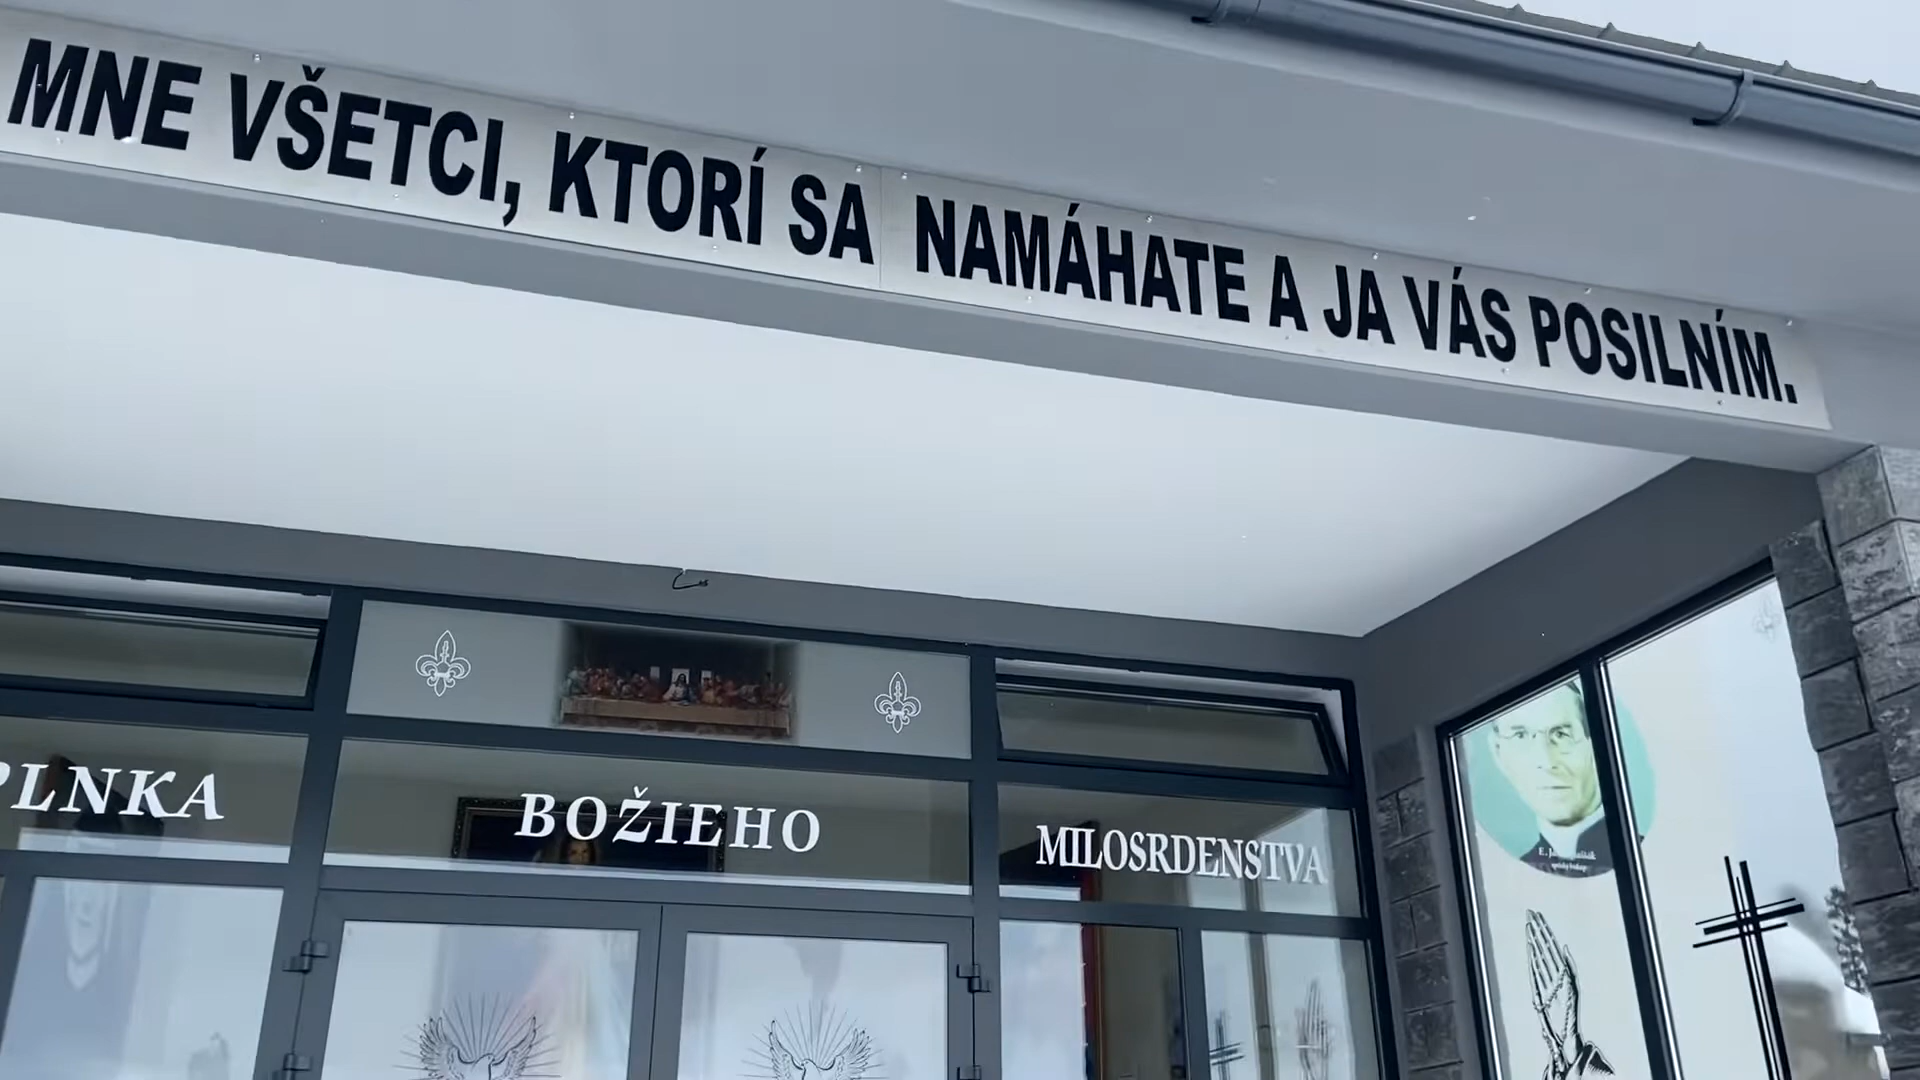 MNE VŠETCI, KTORÍ SA NAMÁHATE A JA VÁS POSILNÍM.
PLNKA BOŽIEHO MILOSRDENSTVA